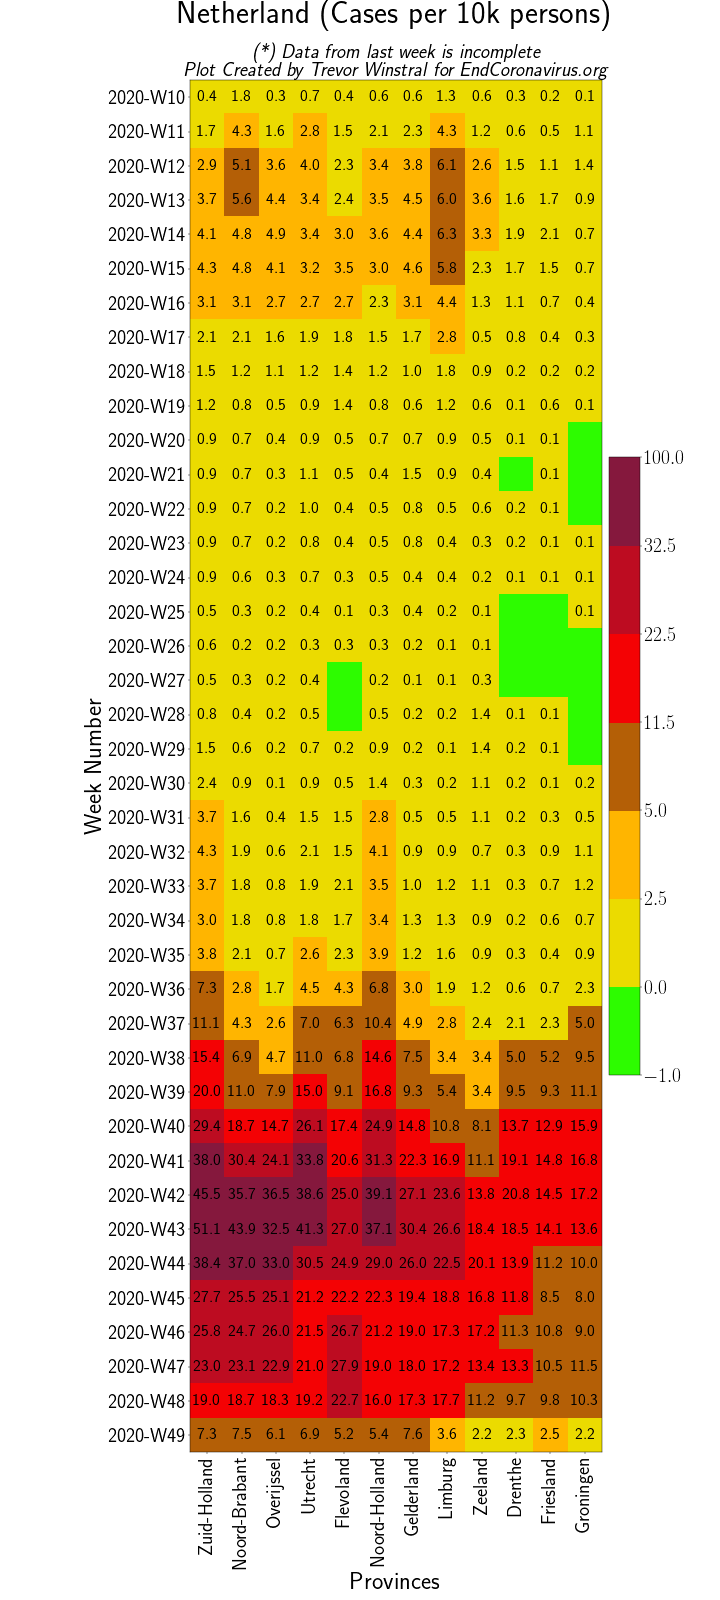 Netherland (Cases per 10k persons)
(*) Data from last week is incomplete
Plot Created by Trevor Winstral for EndCoronavirus.org
2020-W10 0.4 1.8 0.3 0.7 0.4 0.6 0.6 1.3 0.6 0.3 0.2 0.1
2020-W11 1.7 4.3 1.6 2.8 1.5 2.1 2.3 4.3 1.2 0.6 0.5 1.1
2020-W12 2.9 5.1 3.6 4.0 2.3 3.4 3.8 6.1 2.6 1.5 1.1 1.4
2020-W13 3.7 5.6 4.4 3.4 2.4 3.5 4.5 6.0 3.6 1.6 1.7 0.9
2020-W14 4.1 4.8 4.9 3.4 3.0 3.6 4.4 6.3 3.3 1.9 2.1 0.7
2020-W15 4.3 4.8 4.1 3.2 3.5 3.0 4.6 5.8 2.3 1.7 1.5 0.7
2020-W16 3.1 3.1 2.7 2.7 2.7 2.3 3.1 4.4 1.3 1.1 0.7 0.4
2020-W17 2.1 2.1 1.6 1.9 1.8 1.5 1.7 2.8 0.5 0.8 0.4 0.3
2020-W18 1.5 1.2 1.1 1.2 1.4 1.2 1.0 1.8 0.9 0.2 0.2 0.2
2020-W19 1.2 0.8 0.5 0.9 1.4 0.8 0.6 1.2 0.6 0.1 0.6 0.1
2020-W20 0.9 0.7 0.4 0.9 0.5 0.7 0.7 0.9 0.5 0.1 0.1
2020-W21 0.9 0.7 0.3 1.1 0.5 0.4 1.5 0.9 0.4 0.1
2020-W22 0.9 0.7 0.2 1.0 0.4 0.5 0.8 0.5 0.6 0.2 0.1
2020-W23 0.9 0.7 0.2 0.8 0.4 0.5 0.8 0.4 0.3 0.2 0.1 0.1
2020-W24 0.9 0.6 0.3 0.7 0.3 0.5 0.4 0.4 0.2 0.1 0.1 0.1
2020-W25 0.5 0.3 0.2 0.4 0.1 0.3 0.4 0.2 0.1 0.1
2020-W26 0.6 0.2 0.2 0.3 0.3 0.3 0.2 0.1 0.1
2020-W27 0.5 0.3 0.2 0.4 0.2 0.1 0.1 0.3
2020-W28 0.8 0.4 0.2 0.5 0.5 0.2 0.2 1.4 0.1 0.1
2020-W29 1.5 0.6 0.2 0.7 0.2 0.9 0.2 0.1 1.4 0.2 0.1
2020-W30 2.4 0.9 0.1 0.9 0.5 1.4 0.3 0.2 1.1 0.2 0.1 0.2
2020-W31 3.7 1.6 0.4 1.5 1.5 2.8 0.5 0.5 1.1 0.2 0.3 0.5
2020-W32 4.3 1.9 0.6 2.1 1.5 4.1 0.9 0.9 0.7 0.3 0.9 1.1
2020-W33 3.7 1.8 0.8 1.9 2.1 3.5 1.0 1.2 1.1 0.3 0.7 1.2
2020-W34 3.0 1.8 0.8 1.8 1.7 3.4 1.3 1.3 0.9 0.2 0.6 0.7
2020-W35 3.8 2.1 0.7 2.6 2.3 3.9 1.2 1.6 0.9 0.3 0.4 0.9
2020-W36 7.3 2.8 1.7 4.5 4.3 6.8 3.0 1.9 1.2 0.6 0.7 2.3
2020-W37 11.1 4.3 2.6 7.0 6.3 10.4 4.9 2.8 2.4 2.1 2.3 5.0
2020-W38 15.4 6.9 4.7 11.0 6.8 14.6 7.5 3.4 3.4 5.0 5.2 9.5
2020-W39 20.0 11.0 7.9 15.0 9.1 16.8 9.3 5.4 3.4 9.5 9.3 11.1
2020-W40 29.4 18.7 14.7 26.1 17.4 24.9 14.8 10.8 8.1 13.7 12.9 15.9
2020-W41 38.0 30.4 24.1 33.8 20.6 31.3 22.3 16.9 11.1 19.1 14.8 16.8
2020-W42 45.5 35.7 36.5 38.6 25.0 39.1 27.1 23.6 13.8 20.8 14.5 17.2
2020-W43 51.1 43.9 32.5 41.3 27.0 37.1 30.4 26.6 18.4 18.5 14.1 13.6
2020-W44 38.4 37.0 33.0 30.5 24.9 29.0 26.0 22.5 20.1 13.9 11.2 10.0
2020-W45 27.7 25.5 25.1 21.2 22.2 22.3 19.4 18.8 16.8 11.8 8.5 8.0
2020-W46 25.8 24.7 26.0 21.5 26.7 21.2 19.0 17.3 17.2 11.3 10.8 9.0
2020-W47 23.0 23.1 22.9 21.0 27.9 19.0 18.0 17.2 13.4 13.3 10.5 11.5
2020-W48 19.0 18.7 18.3 19.2 22.7 16.0 17.3 17.7 11.2 9.7 9.8 10.3
2020-W49 7.3 7.5 6.1 6.9 5.2 5.4 7.6 3.6 2.2 2.3 2.5 2.2
Week Number
Zuid-Holland
Noord-Brabant
Overijssel
Utrecht
Flevoland
Noord-Holland
Gelderland
Limburg
Zeeland
Drenthe
Friesland
Groningen
Provinces
100.0
32.5
22.5
11.5
5.0
2.5
0.0
−1.0